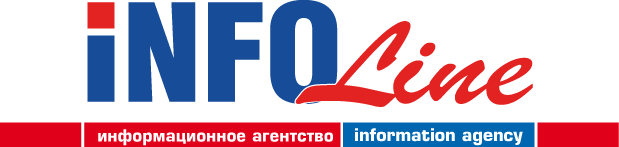 iNFOLine
информационное агентство information agency